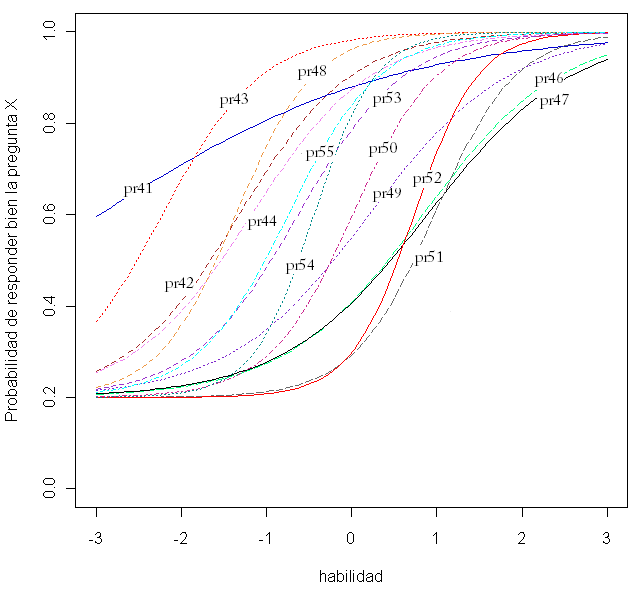 Probabilidad de responder bien la pregunta X
1.0
0.8
0.6
0.4
0.2
0.0
pr48
pr43
pr46
pr53
pr47
pr50
pr55
pr52
pr41
pr49
pr44
pr51
pr54
pr42
-3
-2
-1
0
1
2
3
habilidad